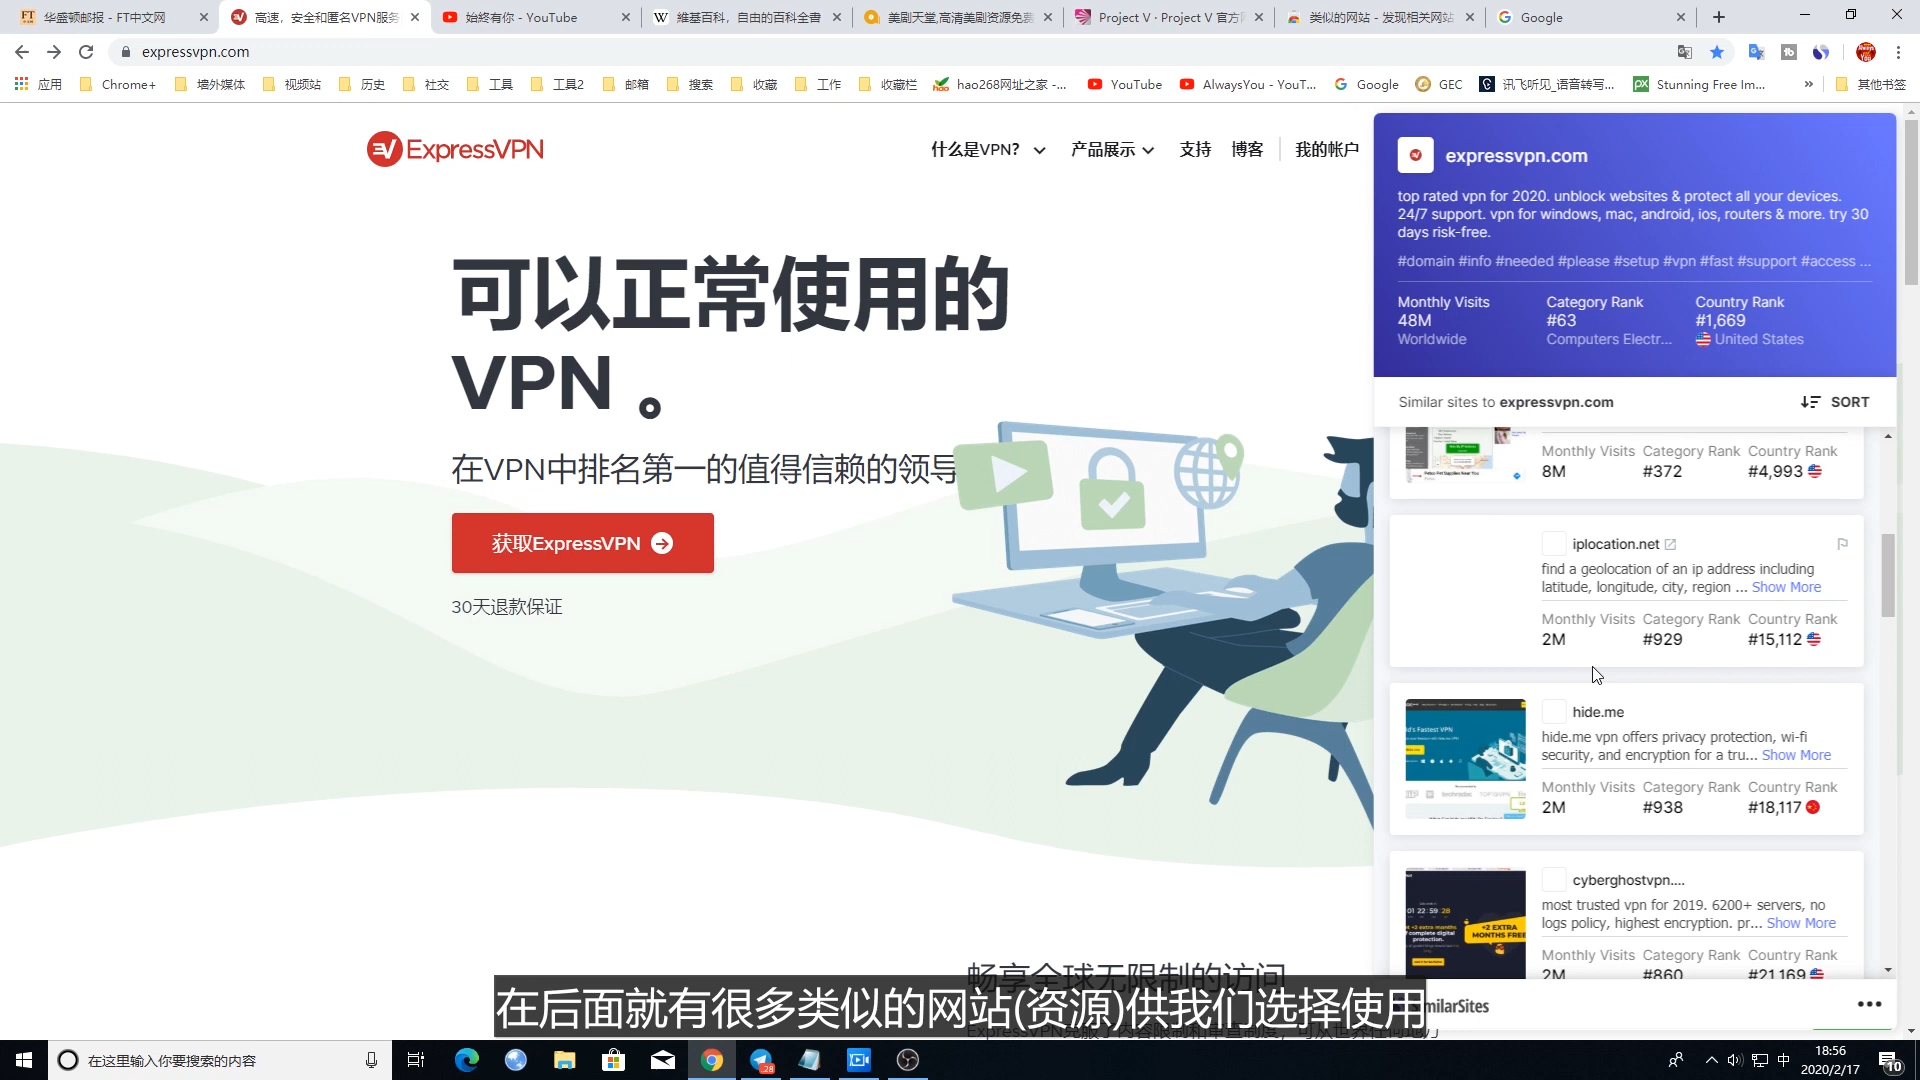 华盛顿邮报 - FT中文网
高速，安全和匿名VPN服务
始終有你 - YouTube
維基百科，自由的百科全書
美剧天堂,高清美剧资源免费
Project V · Project V 官方
类似的网站 - 发现相关网站
Google
expressvpn.com
应用
Chrome+
墙外媒体
视频站
历史
社交
工具
工具2
邮箱
搜索
收藏
工作
收藏栏
hao268网址之家 -...
YouTube
AlwaysYou - YouT...
Google
GEC
讯飞听见_语音转写...
Stunning Free Im...
»
其他书签
ExpressVPN
什么是VPN?
产品展示
支持
博客
我的帐户
可以正常使用的
VPN 。
在VPN中排名第一的值得信赖的领导
获取ExpressVPN
30天退款保证
畅享全球无限制的访问
expressvpn.com
top rated vpn for 2020. unblock websites & protect all your devices.
24/7 support. vpn for windows, mac, android, ios, routers & more. try 30
days risk-free.
#domain #info #needed #please #setup #vpn #fast #support #access ...
Monthly Visits Category Rank Country Rank
48M #63 #1,669
Worldwide Computers Electr... United States
Similar sites to expressvpn.com
SORT
Monthly Visits Category Rank Country Rank
8M #372 #4,993
iplocation.net
find a geolocation of an ip address including
latitude, longitude, city, region ... Show More
Monthly Visits Category Rank Country Rank
2M #929 #15,112
hide.me
hide.me vpn offers privacy protection, wi-fi
security, and encryption for a tru... Show More
Monthly Visits Category Rank Country Rank
2M #938 #18,117
cyberghostvpn....
most trusted vpn for 2019. 6200+ servers, no
logs policy, highest encryption. pr... Show More
Monthly Visits Category Rank Country Rank
2M #860 #21,169
+2 EXTRA
MONTHS FREE
milarSites
在后面就有很多类似的网站(资源)供我们选择使用
在这里输入你要搜索的内容
中
18:56
2020/2/17
10